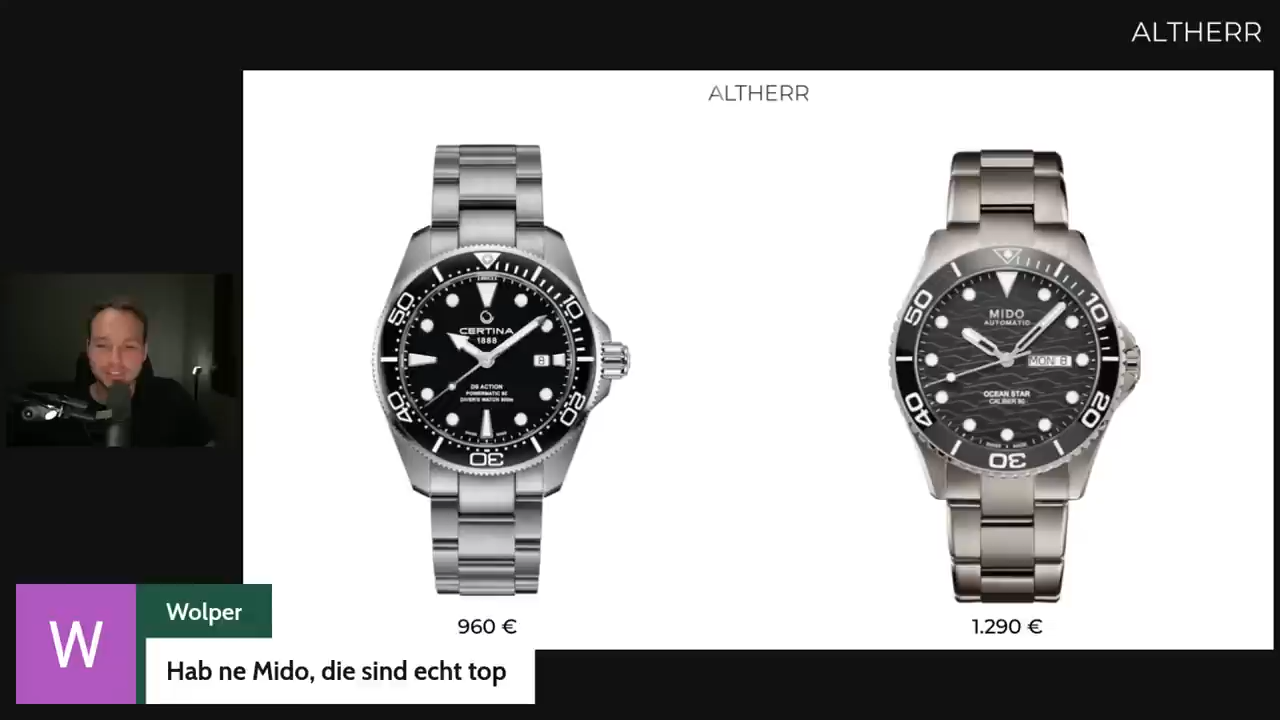 ALTHERR
ALTHERR
50
10
CERTINA
1888
8
DS ACTION
POWERMATIC 80
DIVER'S WATCH 300m
40
20
30
50
10
MIDO
AUTOMATIC
MON 8
OCEAN STAR
CALIBER 80
40
20
30
960 €
1.290 €
W
Wolper
Hab ne Mido, die sind echt top